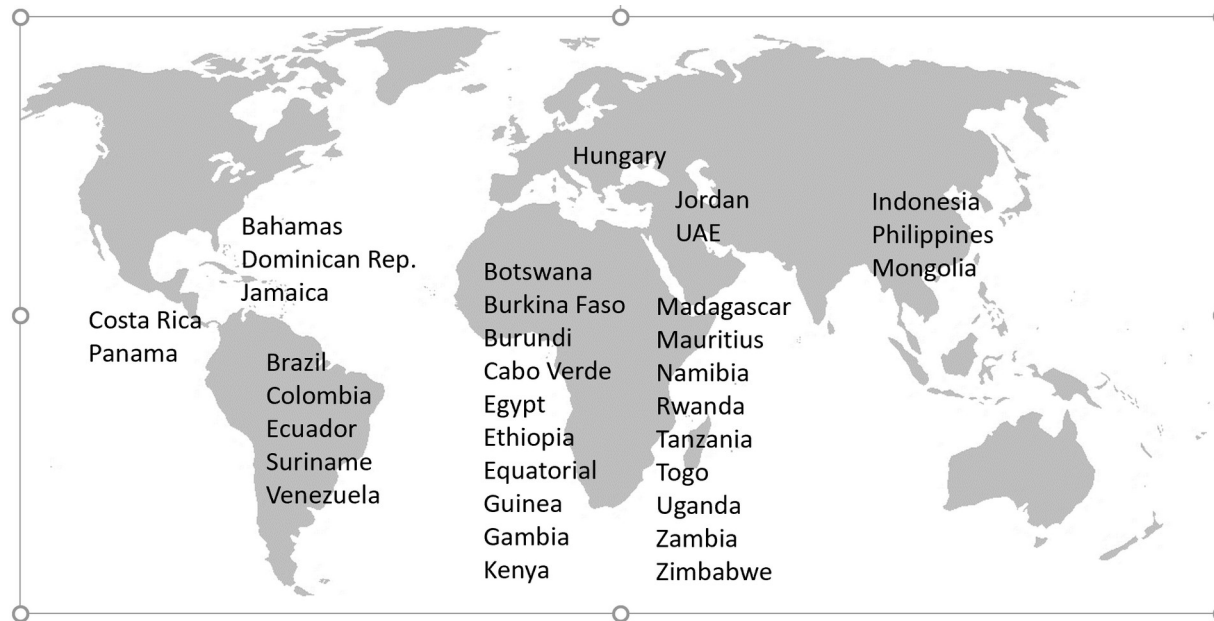 Hungary
Jordan
UAE
Indonesia
Philippines
Mongolia
Bahamas
Dominican Rep.
Jamaica
Costa Rica
Panama
Brazil
Colombia
Ecuador
Suriname
Venezuela
Botswana
Burkina Faso
Burundi
Cabo Verde
Egypt
Ethiopia
Equatorial
Guinea
Gambia
Kenya
Madagascar
Mauritius
Namibia
Rwanda
Tanzania
Togo
Uganda
Zambia
Zimbabwe